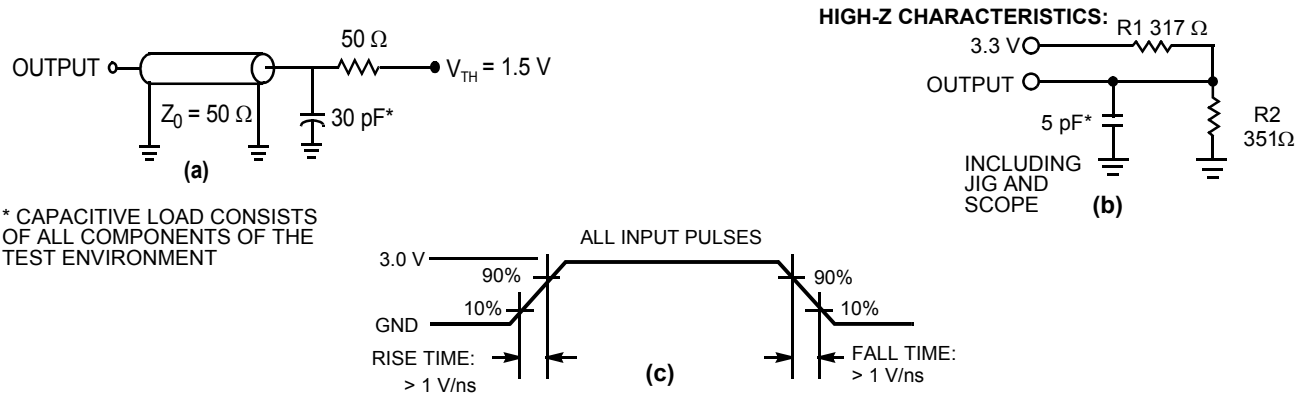 OUTPUT
Z0 = 50 Ω
50 Ω
VTH = 1.5 V
30 pF*
(a)
* CAPACITIVE LOAD CONSISTS
OF ALL COMPONENTS OF THE
TEST ENVIRONMENT
HIGH-Z CHARACTERISTICS:
R1 317 Ω
3.3 V
OUTPUT
5 pF*
R2
351Ω
INCLUDING
JIG AND
SCOPE
(b)
ALL INPUT PULSES
3.0 V
90%
10%
GND
90%
10%
RISE TIME:
> 1 V/ns
FALL TIME:
> 1 V/ns
(c)